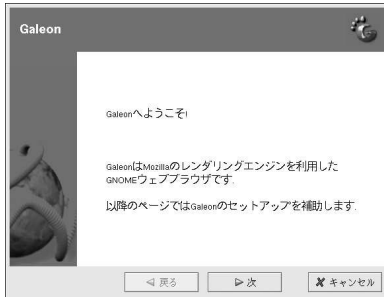 Galeon
Galeonへようこそ!
GaleonはMozillaのレンダリングエンジンを利用した
GNOMEウェブブラウザです.
以降のページではGaleonのセットアップを補助します.
戻る
次
キャンセル